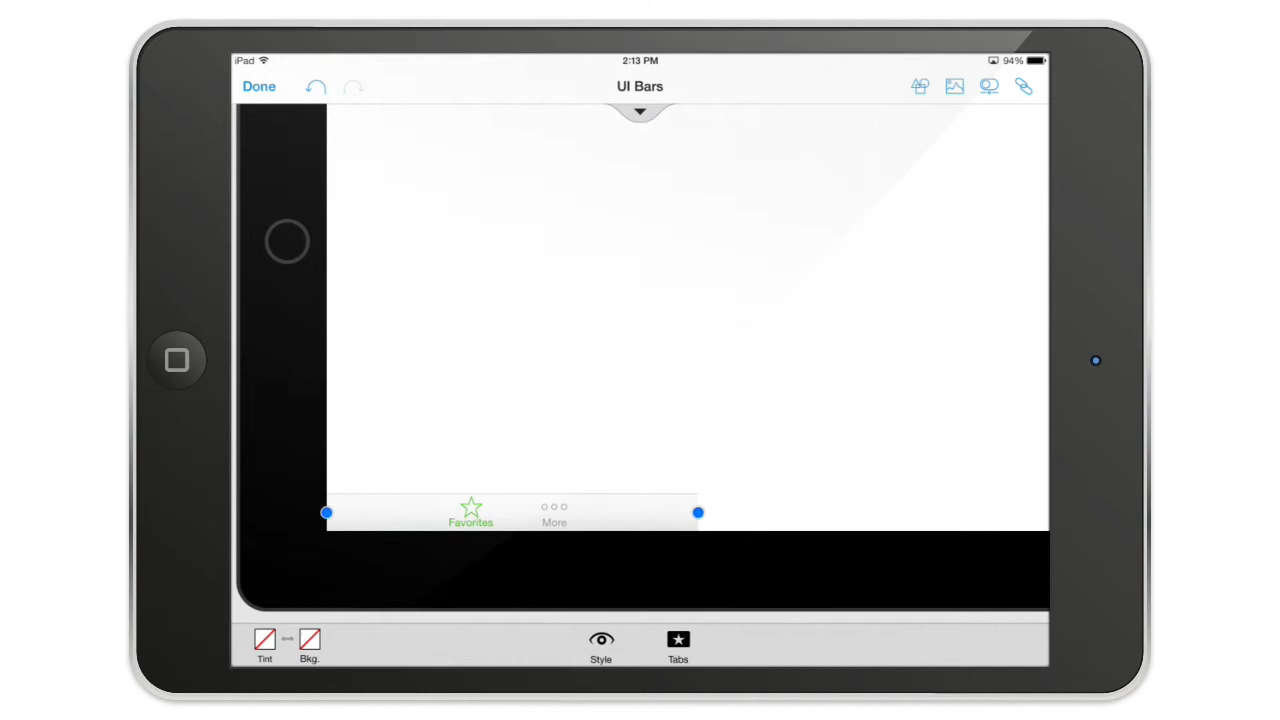 iPad 2:13 PM 94%
Done UI Bars
Favorites More
Tint Bkg. Style Tabs